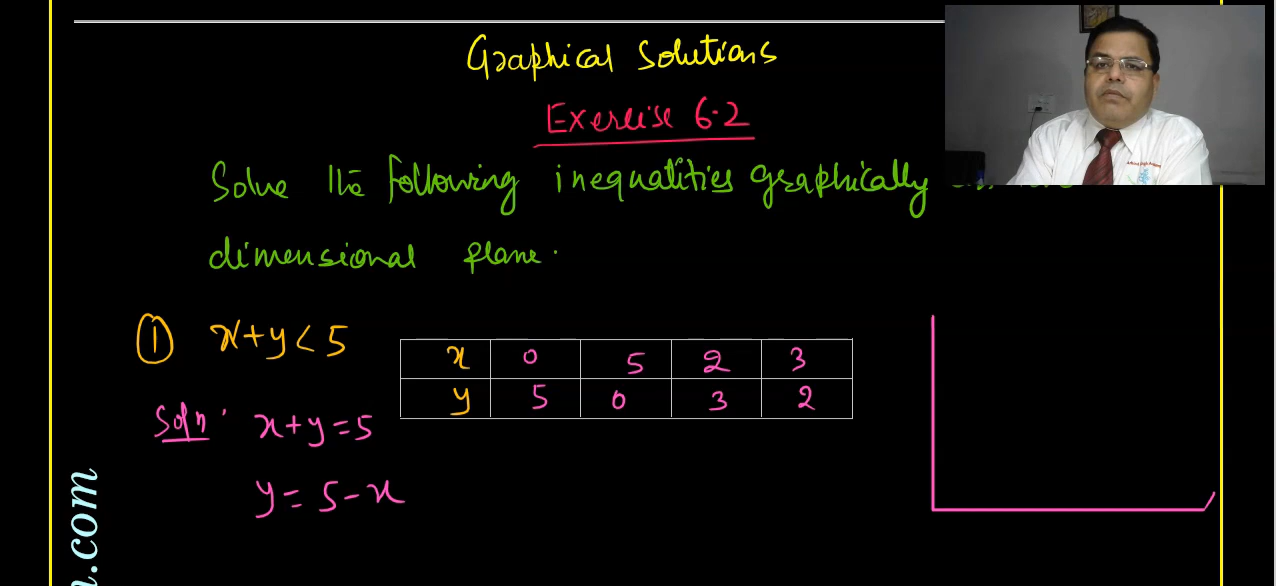 Graphical Solutions
Exercise 6.2
Solve the following inequalities graphically
dimensional plane.
① x+y<5
x 0 5 2 3
y 5 0 3 2
Soln. x+y=5
y=5-x
.com